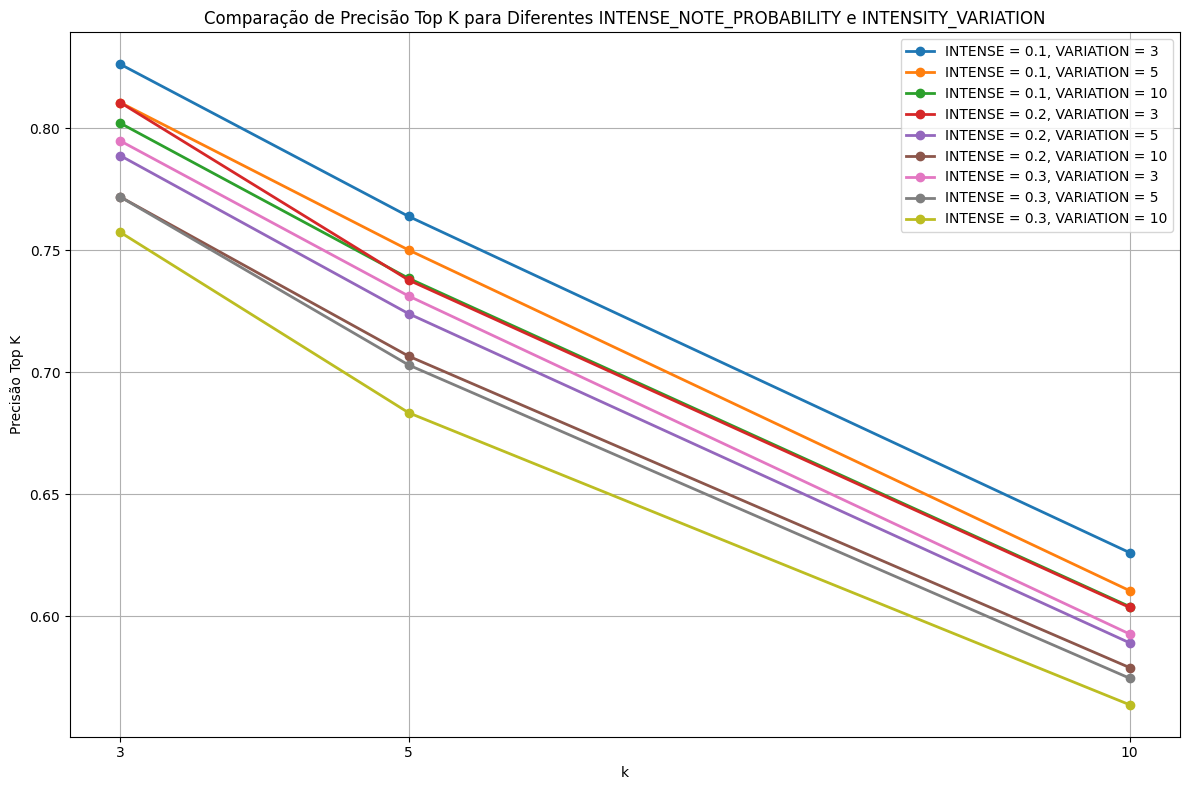 Comparação de Precisão Top K para Diferentes INTENSE_NOTE_PROBABILITY e INTENSITY_VARIATION
INTENSE = 0.1, VARIATION = 3
INTENSE = 0.1, VARIATION = 5
INTENSE = 0.1, VARIATION = 10
INTENSE = 0.2, VARIATION = 3
INTENSE = 0.2, VARIATION = 5
INTENSE = 0.2, VARIATION = 10
INTENSE = 0.3, VARIATION = 3
INTENSE = 0.3, VARIATION = 5
INTENSE = 0.3, VARIATION = 10
Precisão Top K
0.80
0.75
0.70
0.65
0.60
3
5
10
k